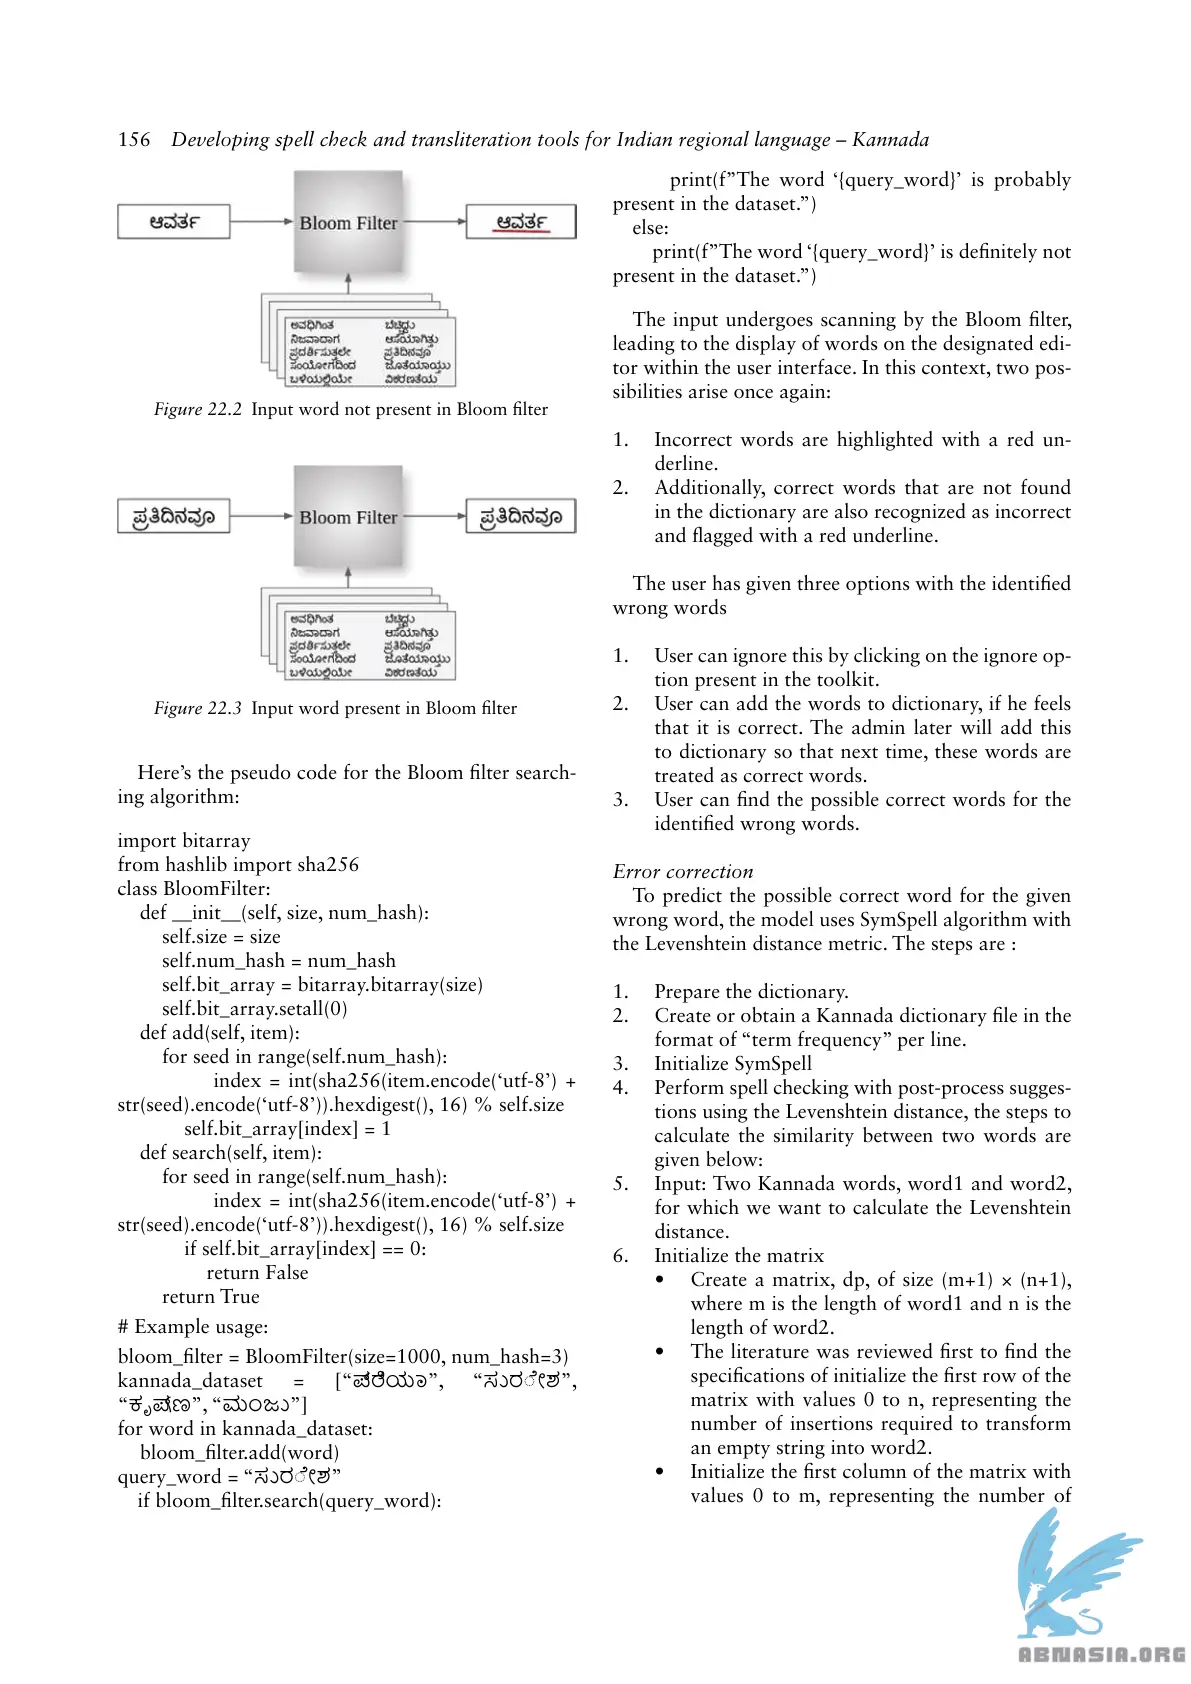 156 Developing spell check and transliteration tools for Indian regional language – Kannada
ಆವರ್ತ
Bloom Filter
ಆವರ್ತ
ಅವಧಿಗಿಂತ ಬೆಚ್ಚಿದ್ದು
ನಿಜವಾದಾಗ ಆಸೆಯಾಗಿತ್ತು
ಪ್ರದರ್ಶಿಸುತ್ತಲೇ ಪ್ರತಿದಿನವೂ
ಸಂಯೋಗದಿಂದ ಜೊತೆಯಾಯ್ತು
ಬಳಿಯಲ್ಲಿಯೇ ವಿಕಿರಣತೆಯ
Figure 22.2 Input word not present in Bloom filter
ಪ್ರತಿದಿನವೂ
Bloom Filter
ಪ್ರತಿದಿನವೂ
ಅವಧಿಗಿಂತ ಬೆಚ್ಚಿದ್ದು
ನಿಜವಾದಾಗ ಆಸೆಯಾಗಿತ್ತು
ಪ್ರದರ್ಶಿಸುತ್ತಲೇ ಪ್ರತಿದಿನವೂ
ಸಂಯೋಗದಿಂದ ಜೊತೆಯಾಯ್ತು
ಬಳಿಯಲ್ಲಿಯೇ ವಿಕಿರಣತೆಯ
Figure 22.3 Input word present in Bloom filter
Here’s the pseudo code for the Bloom filter search-
ing algorithm:
import bitarray
from hashlib import sha256
class BloomFilter:
def __init__(self, size, num_hash):
self.size = size
self.num_hash = num_hash
self.bit_array = bitarray.bitarray(size)
self.bit_array.setall(0)
def add(self, item):
for seed in range(self.num_hash):
index = int(sha256(item.encode(‘utf-8’) +
str(seed).encode(‘utf-8’)).hexdigest(), 16) % self.size
self.bit_array[index] = 1
def search(self, item):
for seed in range(self.num_hash):
index = int(sha256(item.encode(‘utf-8’) +
str(seed).encode(‘utf-8’)).hexdigest(), 16) % self.size
if self.bit_array[index] == 0:
return False
return True
# Example usage:
bloom_filter = BloomFilter(size=1000, num_hash=3)
kannada_dataset = [“ “, “ಸುರೇಶ”,
“ “, “ಮಂಜು”]
for word in kannada_dataset:
bloom_filter.add(word)
query_word = “ಸುರೇಶ”
if bloom_filter.search(query_word):
print(f”The word ‘{query_word}’ is probably
present in the dataset.”)
else:
print(f”The word ‘{query_word}’ is definitely not
present in the dataset.”)
The input undergoes scanning by the Bloom filter,
leading to the display of words on the designated edi-
tor within the user interface. In this context, two pos-
sibilities arise once again:
1. Incorrect words are highlighted with a red un-
derline.
2. Additionally, correct words that are not found
in the dictionary are also recognized as incorrect
and flagged with a red underline.
The user has given three options with the identified
wrong words
1. User can ignore this by clicking on the ignore op-
tion present in the toolkit.
2. User can add the words to dictionary, if he feels
that it is correct. The admin later will add this
to dictionary so that next time, these words are
treated as correct words.
3. User can find the possible correct words for the
identified wrong words.
Error correction
To predict the possible correct word for the given
wrong word, the model uses SymSpell algorithm with
the Levenshtein distance metric. The steps are :
1. Prepare the dictionary.
2. Create or obtain a Kannada dictionary file in the
format of “term frequency” per line.
3. Initialize SymSpell
4. Perform spell checking with post-process sugges-
tions using the Levenshtein distance, the steps to
calculate the similarity between two words are
given below:
5. Input: Two Kannada words, word1 and word2,
for which we want to calculate the Levenshtein
distance.
6. Initialize the matrix
• Create a matrix, dp, of size (m+1) × (n+1),
where m is the length of word1 and n is the
length of word2.
• The literature was reviewed first to find the
specifications of initialize the first row of the
matrix with values 0 to n, representing the
number of insertions required to transform
an empty string into word2.
• Initialize the first column of the matrix with
values 0 to m, representing the number of
ABNASIA.ORG